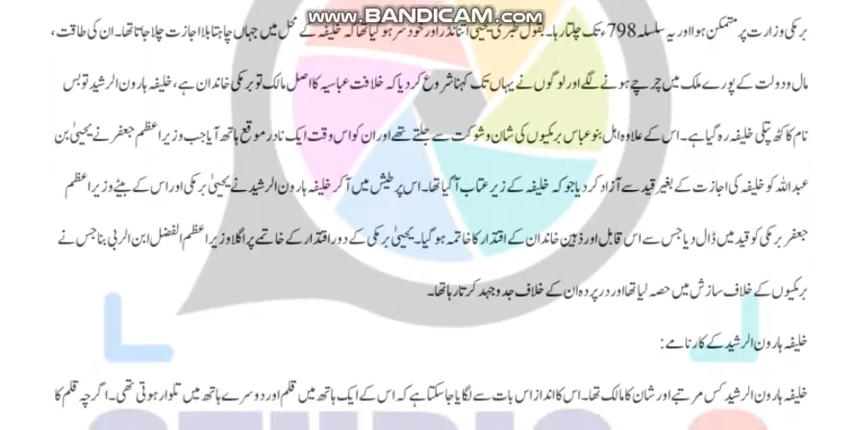 www.BANDICAM.com
برمکی وزارت پر متمکن ہوا اور یہ سلسلہ 798ء تک چلتا رہا۔ بقول طبری یحییٰ اتنا نڈر اور خود سر ہو گیا تھا کہ خلیفہ کے محل میں جہاں چاہتا بلا اجازت چلا جاتا تھا۔ ان کی طاقت،
مال و دولت کے پورے ملک میں چرچے ہونے لگے اور لوگوں نے یہاں تک کہنا شروع کر دیا کہ خلافت عباسیہ کا اصل مالک تو برمکی خاندان ہے، خلیفہ ہارون الرشید تو بس
نام کا کٹھ پتلی خلیفہ رہ گیا ہے۔ اس کے علاوہ اہل بنو عباس برمکیوں کی شان و شوکت سے جلتے تھے اور ان کو اس وقت ایک نادر موقع ہاتھ آیا جب وزیر اعظم جعفر نے یحییٰ بن
عبداللہ کو خلیفہ کی اجازت کے بغیر قید سے آزاد کر دیا جو کہ خلیفہ کے زیر عتاب آ گیا تھا۔ اس پر طیش میں آ کر خلیفہ ہارون الرشید نے یحییٰ برمکی اور اس کے بیٹے وزیر اعظم
جعفر برمکی کو قید میں ڈال دیا جس سے اس قابل اور ذہین خاندان کے اقتدار کا خاتمہ ہو گیا۔ یحییٰ برمکی کے دور اقتدار کے خاتمے پر اگلا وزیر اعظم الفضل ابن الربی بنا جس نے
برمکیوں کے خلاف سازش میں حصہ لیا تھا اور در پردہ ان کے خلاف جدوجہد کرتا رہا تھا۔
خلیفہ ہارون الرشید کے کارنامے:
خلیفہ ہارون الرشید کس مرتبے اور شان کا مالک تھا۔ اس کا انداز اس بات سے لگایا جا سکتا ہے کہ اس کے ایک ہاتھ میں قلم اور دوسرے ہاتھ میں تلوار ہوتی تھی۔ اگرچہ قلم کا